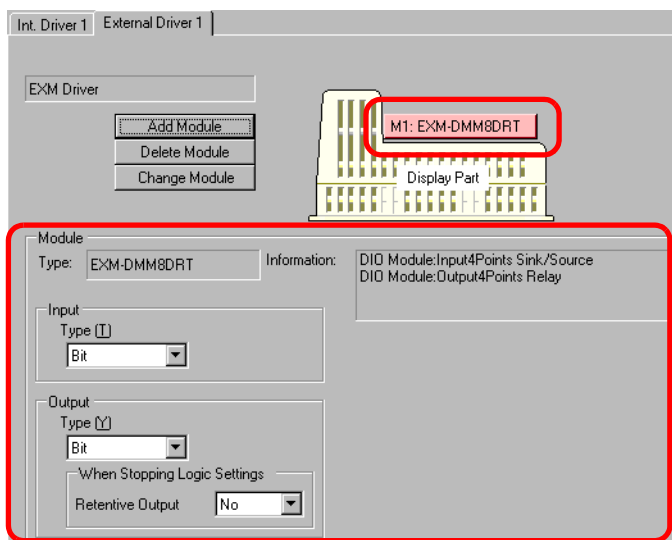 Int. Driver 1
External Driver 1
EXM Driver
Add Module
Delete Module
Change Module
M1: EXM-DMM8DRT
Display Part
Module
Type:
EXM-DMM8DRT
Information:
DIO Module:Input4Points Sink/Source
DIO Module:Output4Points Relay
Input
Type (T)
Bit
Output
Type (Y)
Bit
When Stopping Logic Settings
Retentive Output
No